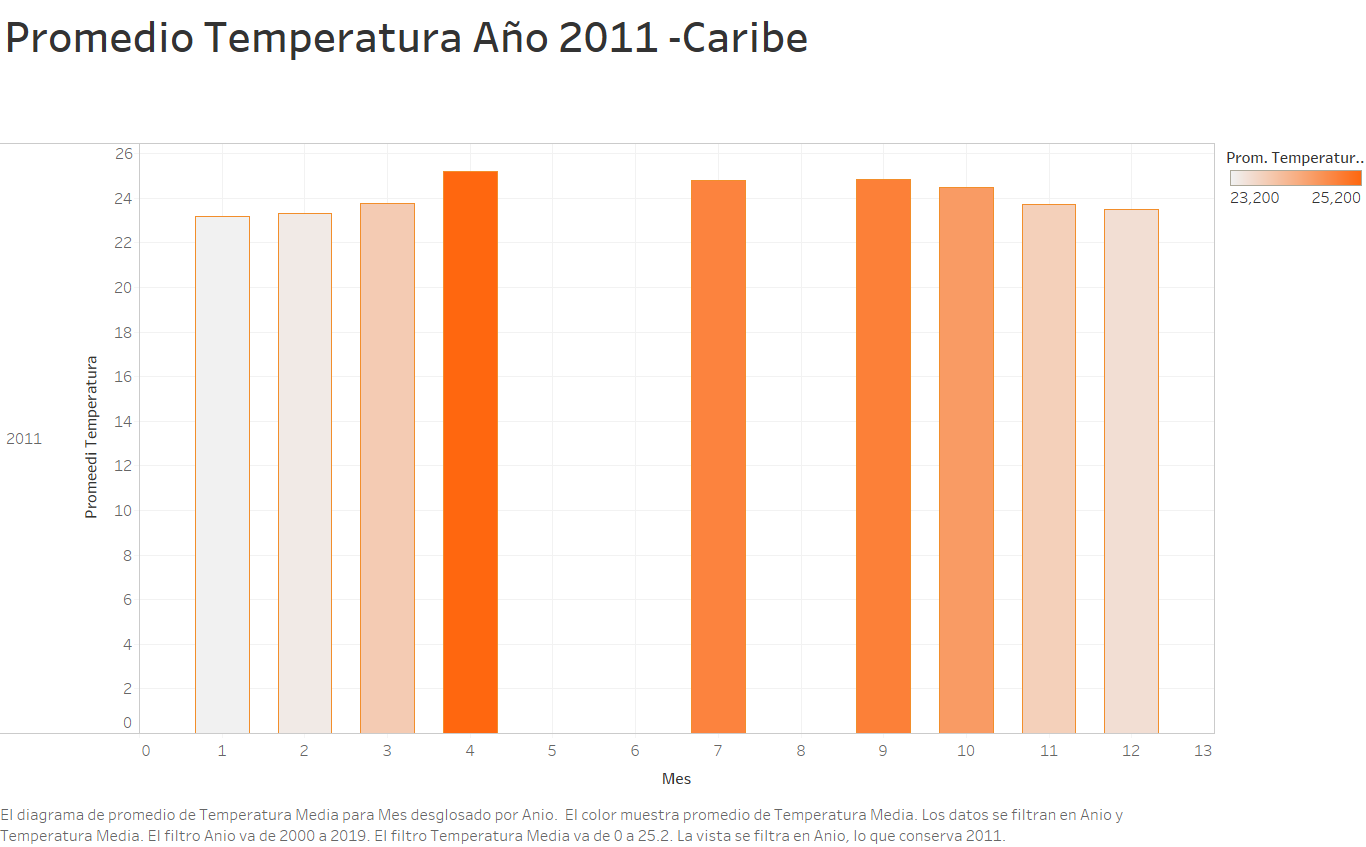 Promedio Temperatura Año 2011 -Caribe
Prom. Temperatur..
23,200 25,200
26
24
22
20
18
16
14
12
10
8
6
4
2
0
Promeedi Temperatura
2011
0 1 2 3 4 5 6 7 8 9 10 11 12 13
Mes
El diagrama de promedio de Temperatura Media para Mes desglosado por Anio.  El color muestra promedio de Temperatura Media. Los datos se filtran en Anio y
Temperatura Media. El filtro Anio va de 2000 a 2019. El filtro Temperatura Media va de 0 a 25.2. La vista se filtra en Anio, lo que conserva 2011.